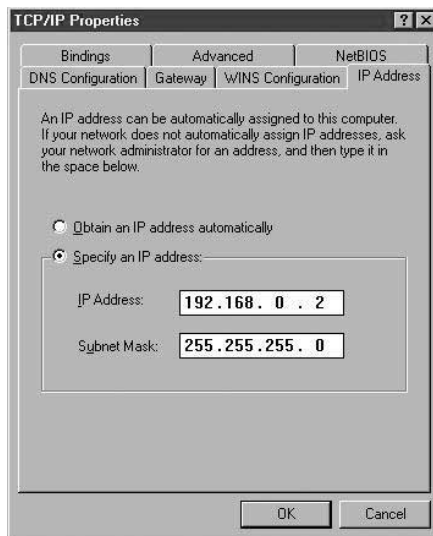 TCP/IP Properties
Bindings Advanced NetBIOS
DNS Configuration Gateway WINS Configuration IP Address
An IP address can be automatically assigned to this computer.
If your network does not automatically assign IP addresses, ask
your network administrator for an address, and then type it in
the space below.
Obtain an IP address automatically
Specify an IP address:
IP Address: 192.168. 0 . 2
Subnet Mask: 255.255.255. 0
OK Cancel